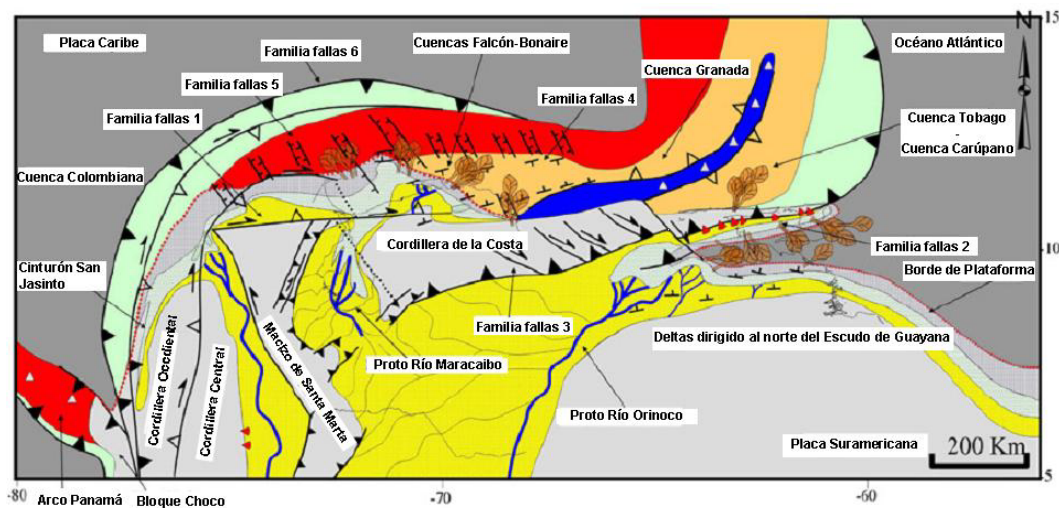 15
Placa Caribe
Familia fallas 6
Cuencas Falcón-Bonaire
Océano Atlántico
N
Familia fallas 5
Cuenca Granada
Familia fallas 4
Familia fallas 1
Cuenca Tobago
-
Cuenca Carúpano
Cuenca Colombiana
Cordillera de la Costa
Familia fallas 2
10
Cinturón San
Jasinto
Borde de Plataforma
Familia fallas 3
Deltas dirigido al norte del Escudo de Guayana
Proto Río Maracaibo
Macizo de Santa Marta
Cordillera Occdiental
Cordillera Central
Proto Río Orinoco
Placa Suramericana
200 Km
5
-80
Arco Panamá
Bloque Choco
-70
-60